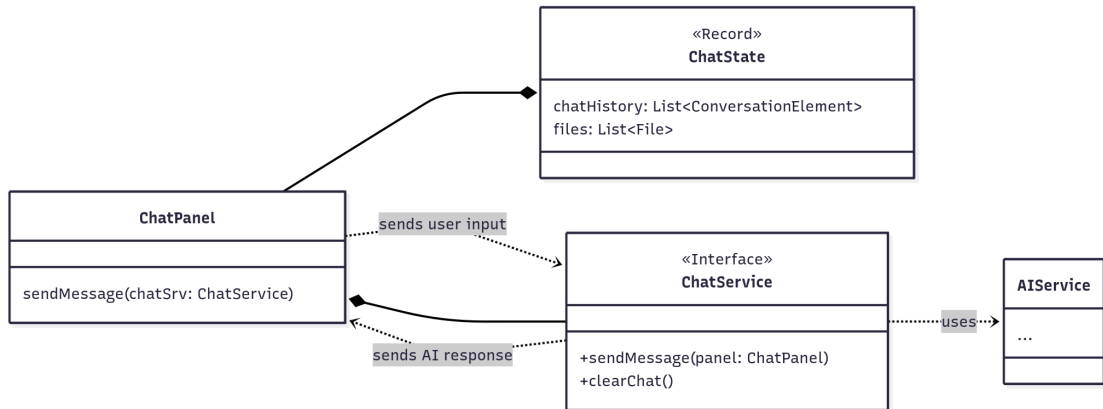 «Record»
ChatState
chatHistory: List<ConversationElement>
files: List<File>
ChatPanel
sendMessage(chatSrv: ChatService)
sends user input
«Interface»
ChatService
+sendMessage(panel: ChatPanel)
+clearChat()
sends AI response
uses
AIService
...